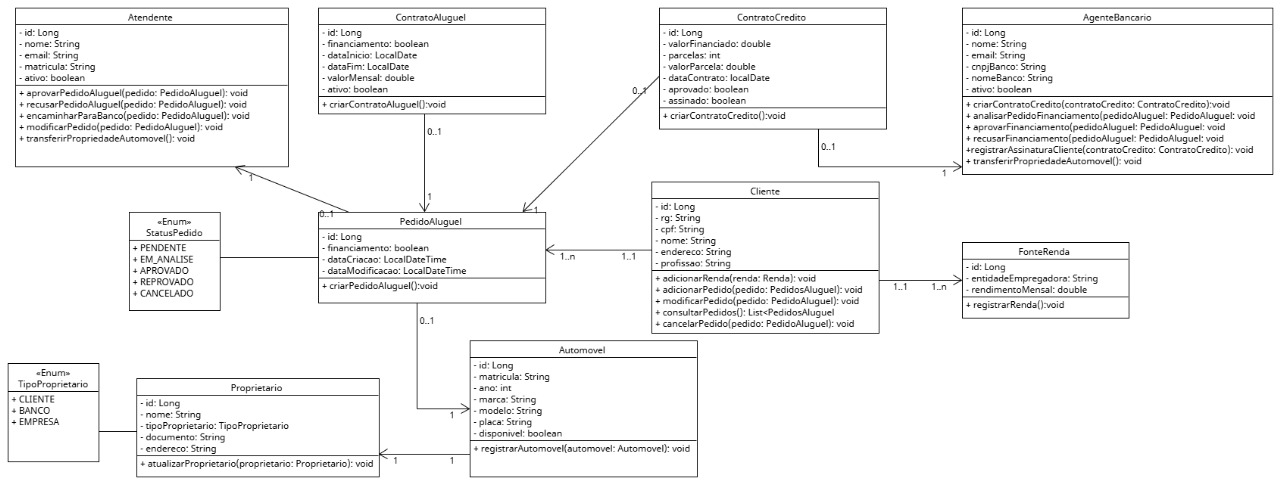 Atendente
- id: Long
- nome: String
- email: String
- matricula: String
- ativo: boolean
+ aprovarPedidoAluguel(pedido: PedidoAluguel): void
+ recusarPedidoAluguel(pedido: PedidoAluguel): void
+ encaminharParaBanco(pedido: PedidoAluguel): void
+ modificarPedido(pedido: PedidoAluguel): void
+ transferirPropriedadeAutomovel(): void
ContratoAluguel
- id: Long
- financiamento: boolean
- dataInicio: LocalDate
- dataFim: LocalDate
- valorMensal: double
- ativo: boolean
+ criarContratoAluguel():void
ContratoCredito
- id: Long
- valorFinanciado: double
- parcelas: int
- valorParcela: double
- dataContrato: localDate
- aprovado: boolean
- assinado: boolean
+ criarContratoCredito():void
AgenteBancario
- id: Long
- nome: String
- email: String
- cnpjBanco: String
- nomeBanco: String
- ativo: boolean
+ criarContratoCredito(contratoCredito: ContratoCredito):void
+ analisarPedidoFinanciamento(pedidoAluguel: PedidoAluguel): void
+ aprovarFinanciamento(pedidoAluguel: PedidoAluguel: void
+ recusarFinanciamento(pedidoAluguel: PedidoAluguel: void
+registrarAssinaturaCliente(contratoCredito: ContratoCredito): void
+ transferirPropriedadeAutomovel(): void
0..1
0..1
0..1
1
1
1
1
0..1
«Enum»
StatusPedido
+ PENDENTE
+ EM_ANALISE
+ APROVADO
+ REPROVADO
+ CANCELADO
PedidoAluguel
- id: Long
- financiamento: boolean
- dataCriacao: LocalDateTime
- dataModificacao: LocalDateTime
+ criarPedidoAluguel():void
1..n
1..1
Cliente
- id: Long
- rg: String
- cpf: String
- nome: String
- endereco: String
- profissao: String
+ adicionarRenda(renda: Renda): void
+ adicionarPedido(pedido: PedidosAluguel): void
+ modificarPedido(pedido: PedidoAluguel): void
+ consultarPedidos(): List<PedidosAluguel
+ cancelarPedido(pedido: PedidoAluguel): void
1..1
1..n
FonteRenda
- id: Long
- entidadeEmpregadora: String
- rendimentoMensal: double
+ registrarRenda():void
0..1
1
Automovel
- id: Long
- matricula: String
- ano: int
- marca: String
- modelo: String
- placa: String
- disponivel: boolean
+ registrarAutomovel(automovel: Automovel): void
«Enum»
TipoProprietario
+ CLIENTE
+ BANCO
+ EMPRESA
Proprietario
- id: Long
- nome: String
- tipoProprietario: TipoProprietario
- documento: String
- endereco: String
+ atualizarProprietario(proprietario: Proprietario): void
1
1